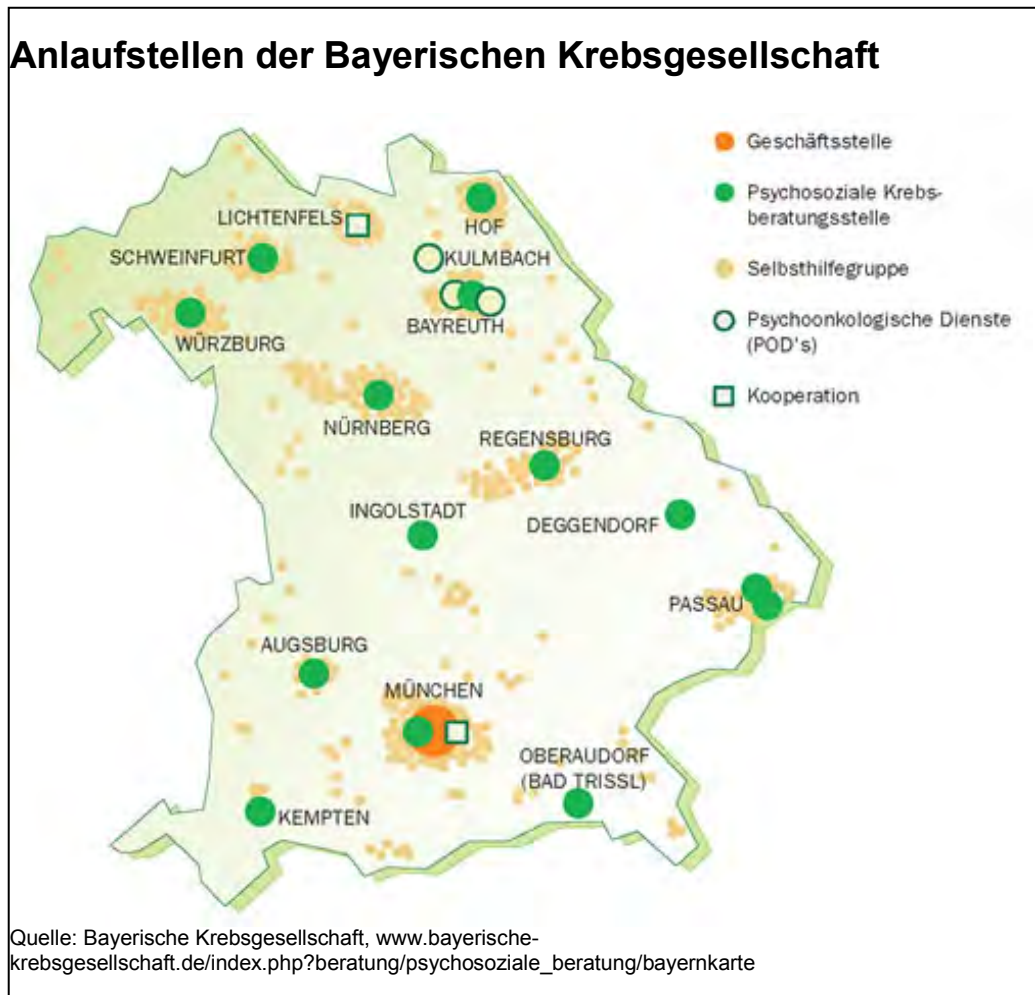 Anlaufstellen der Bayerischen Krebsgesellschaft
Geschäftsstelle
Psychosoziale Krebs-
beratungsstelle
Selbsthilfegruppe
Psychoonkologische Dienste
(POD's)
Kooperation
LICHTENFELS
HOF
SCHWEINFURT
KULMBACH
BAYREUTH
WÜRZBURG
NÜRNBERG
REGENSBURG
INGOLSTADT
DEGGENDORF
PASSAU
AUGSBURG
MÜNCHEN
OBERAUDORF
(BAD TRISSL)
KEMPTEN
Quelle: Bayerische Krebsgesellschaft, www.bayerische-
krebsgesellschaft.de/index.php?beratung/psychosoziale_beratung/bayernkarte